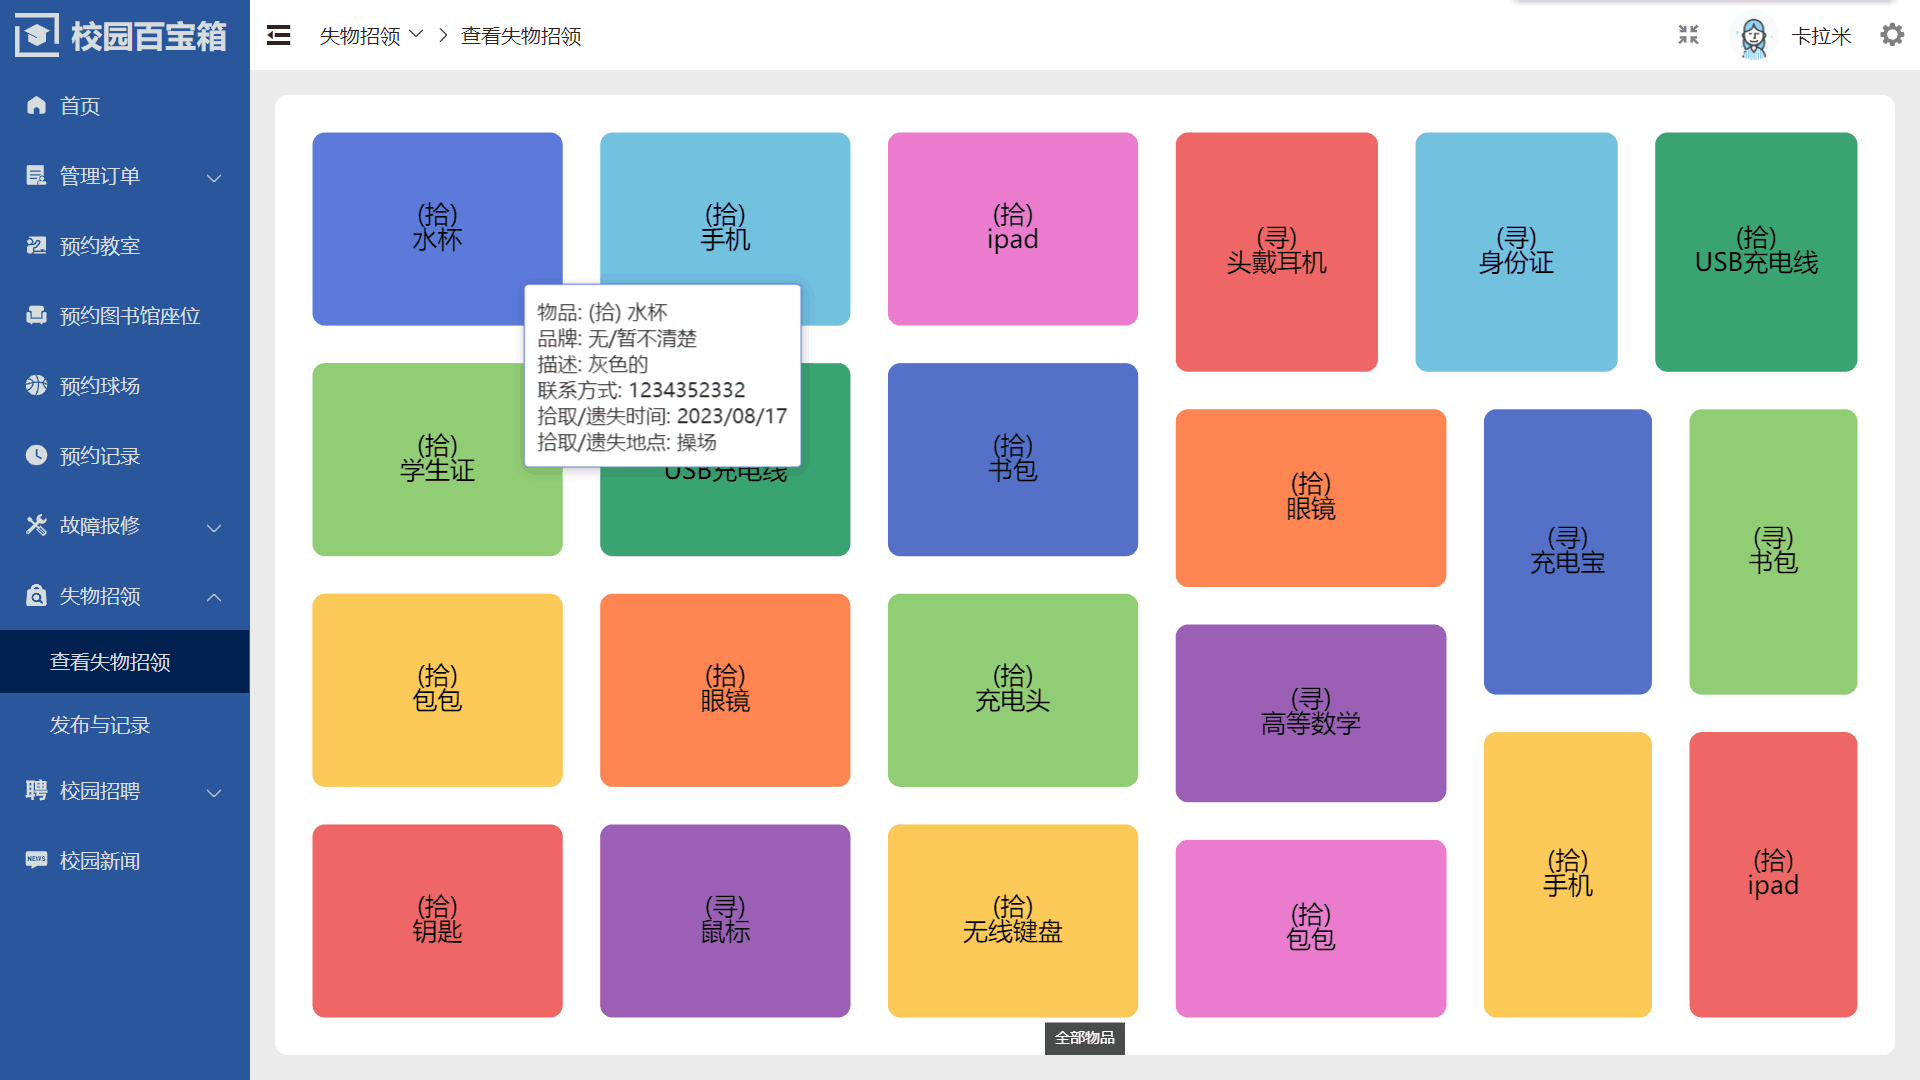 校园百宝箱
首页
管理订单
预约教室
预约图书馆座位
预约球场
预约记录
故障报修
失物招领
查看失物招领
发布与记录
聘 校园招聘
NEWS 校园新闻
失物招领 > 查看失物招领
卡拉米
(拾)
水杯
(拾)
手机
(拾)
ipad
(寻)
头戴耳机
(寻)
身份证
(拾)
USB充电线
物品: (拾) 水杯
品牌: 无/暂不清楚
描述: 灰色的
联系方式: 1234352332
拾取/遗失时间: 2023/08/17
拾取/遗失地点: 操场
(拾)
学生证
USB充电线
(拾)
书包
(拾)
眼镜
(寻)
充电宝
(寻)
书包
(拾)
包包
(拾)
眼镜
(拾)
充电头
(寻)
高等数学
(拾)
钥匙
(寻)
鼠标
(拾)
无线键盘
(拾)
包包
(拾)
手机
(拾)
ipad
全部物品